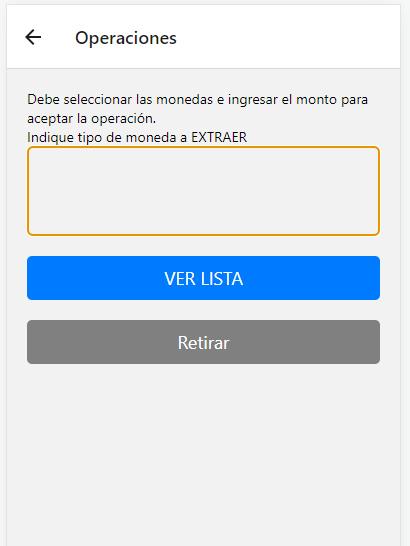 Operaciones
Debe seleccionar las monedas e ingresar el monto para
aceptar la operación.
Indique tipo de moneda a EXTRAER
VER LISTA
Retirar